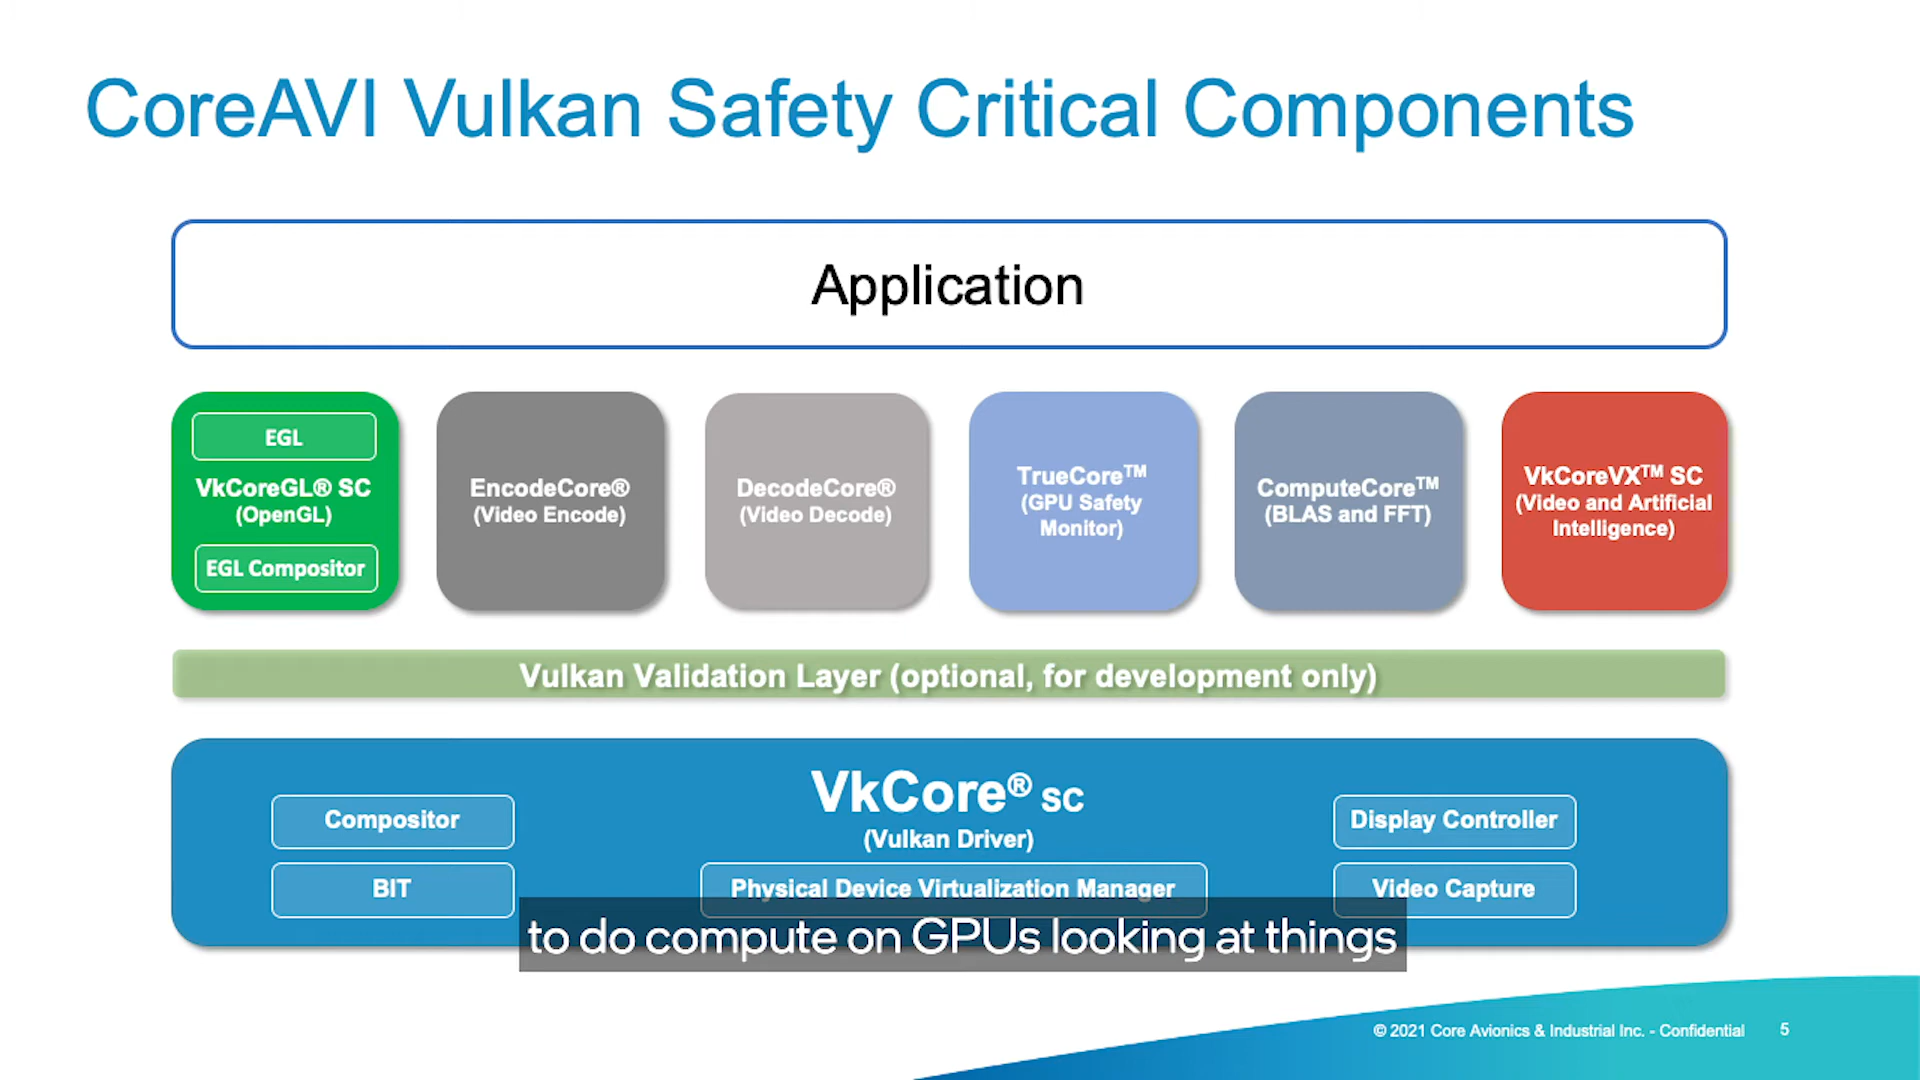 CoreAVI Vulkan Safety Critical Components
Application
EGL
VkCoreGL® SC
(OpenGL)
EGL Compositor
EncodeCore®
(Video Encode)
DecodeCore®
(Video Decode)
TrueCore™
(GPU Safety
Monitor)
ComputeCore™
(BLAS and FFT)
VkCoreVX™ SC
(Video and Artificial
Intelligence)
Vulkan Validation Layer (optional, for development only)
VkCore® SC
(Vulkan Driver)
Compositor
BIT
Physical Device Virtualization Manager
Display Controller
Video Capture
to do compute on GPUs looking at things
© 2021 Core Avionics & Industrial Inc. - Confidential 5